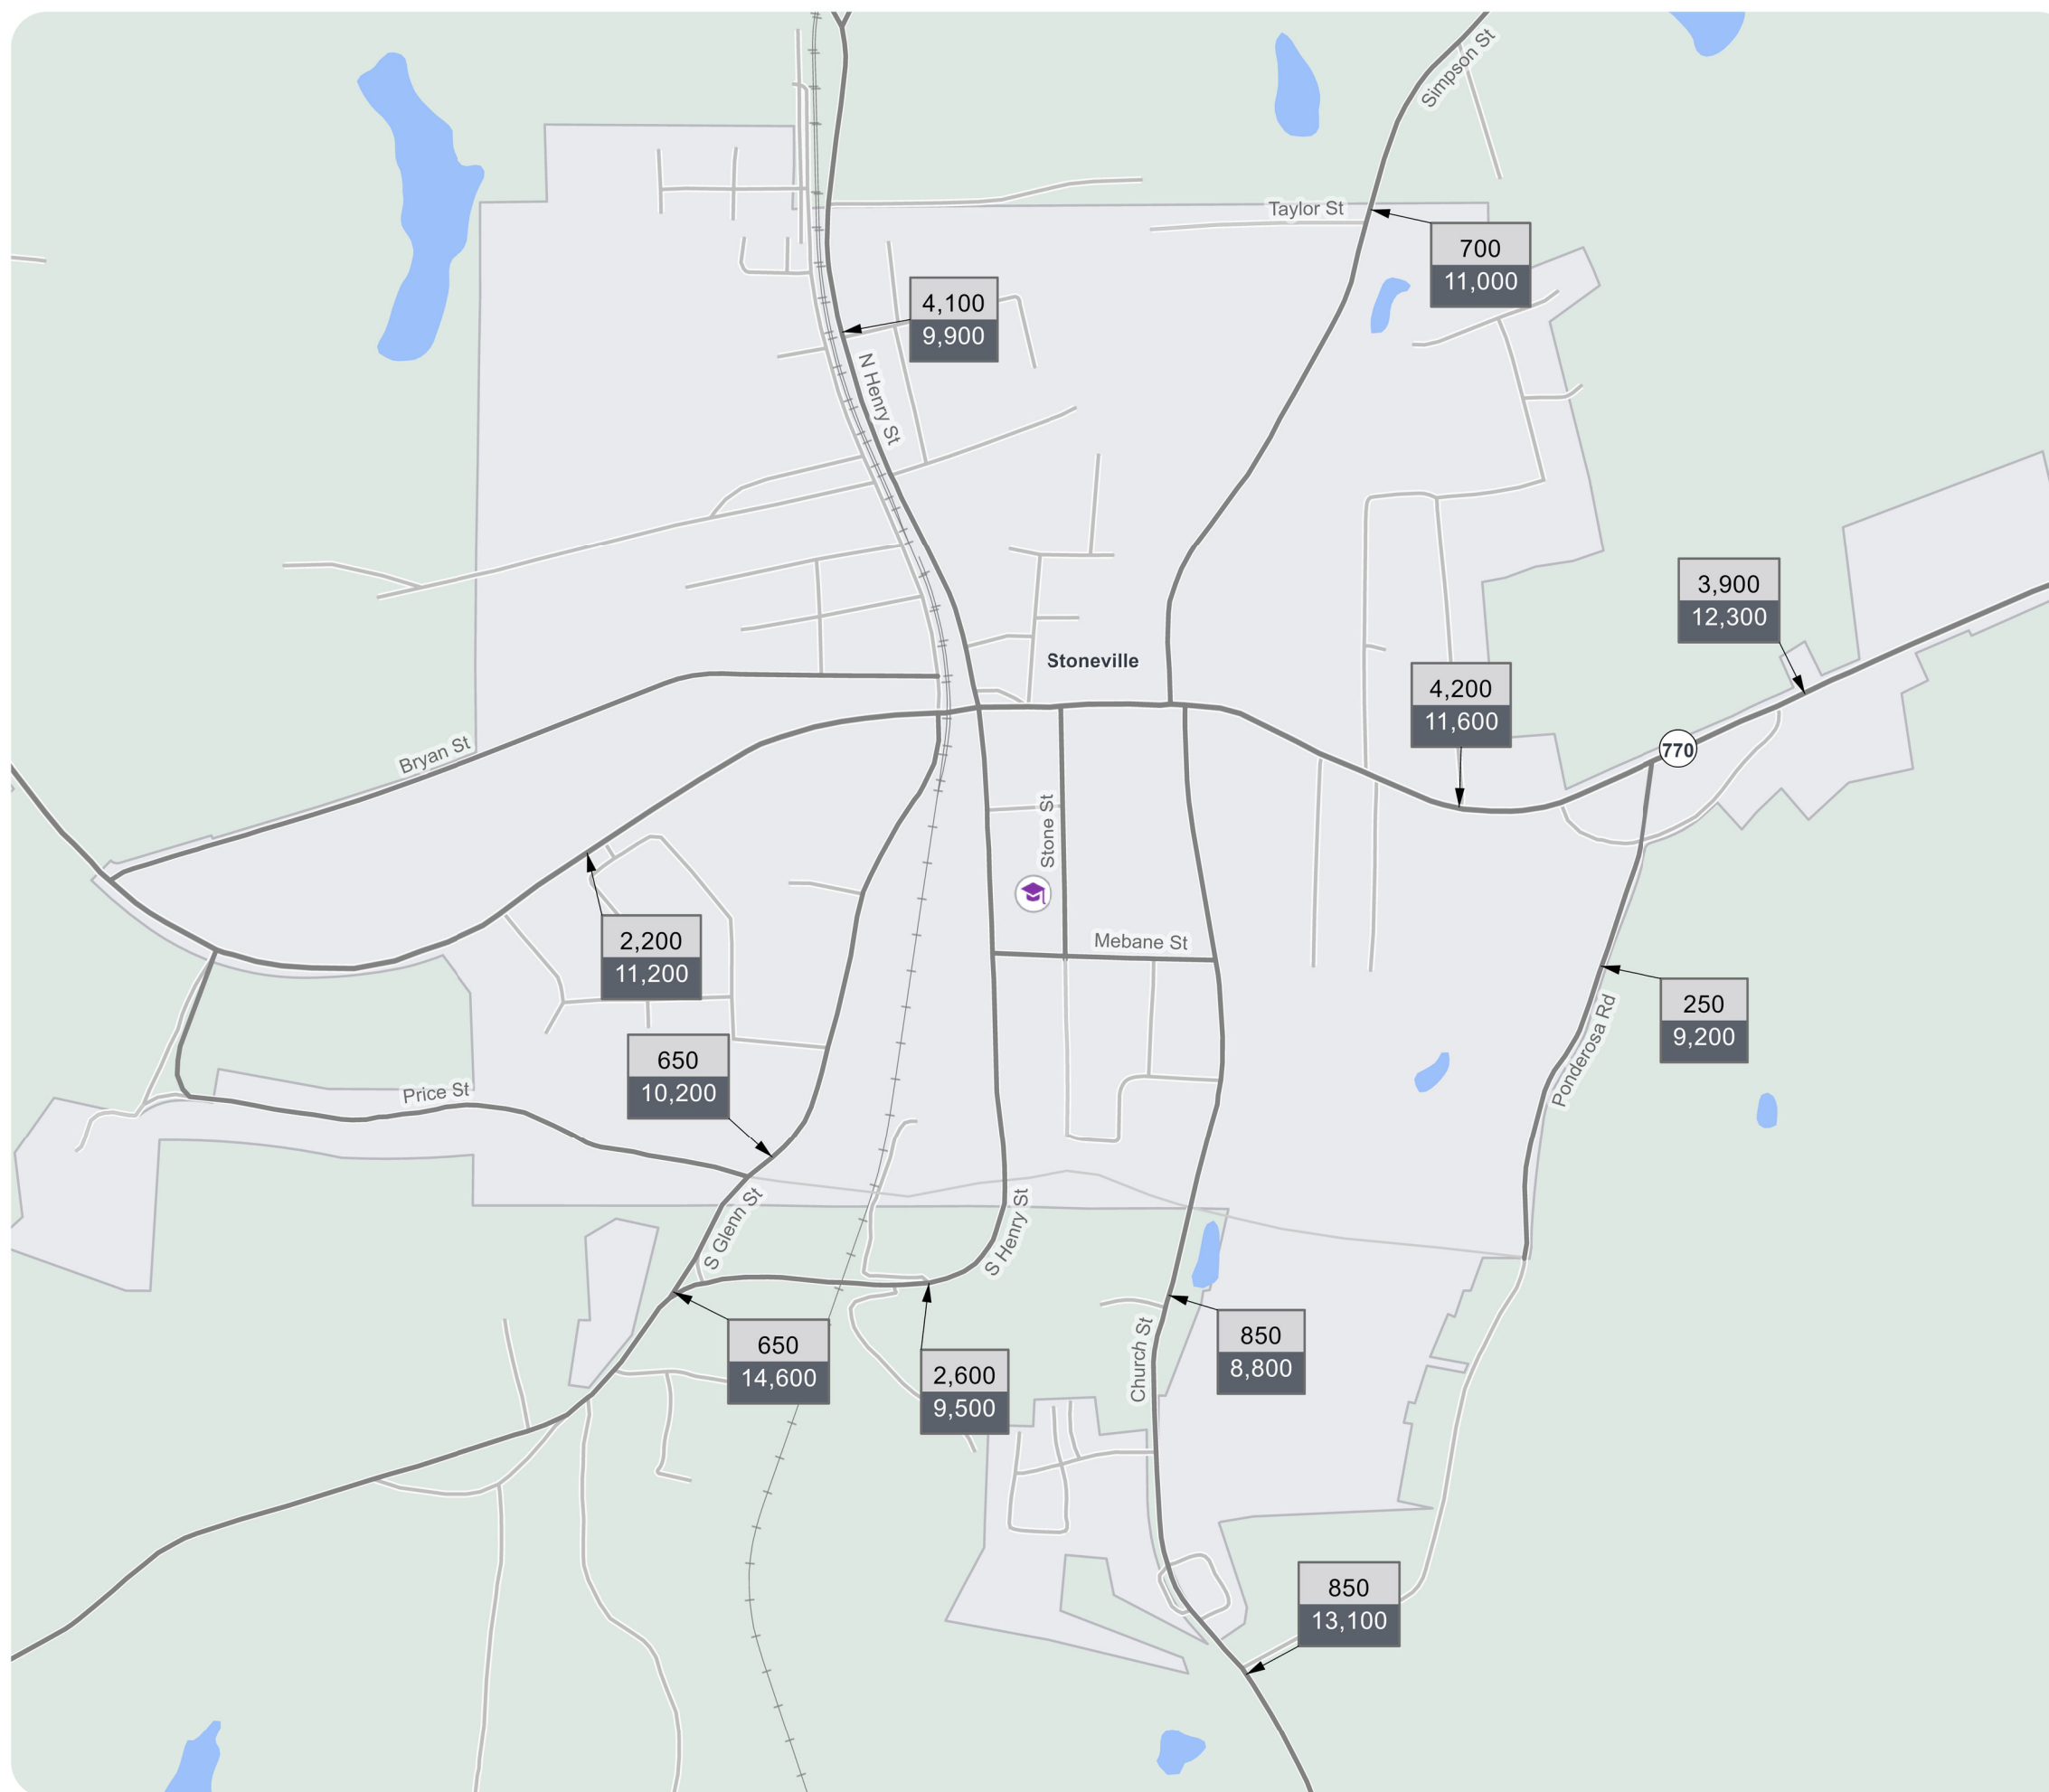 Simpson St
Taylor St
700
11,000
4,100
9,900
N Henry St
3,900
12,300
Stoneville
4,200
11,600
770
Bryan St
Stone St
2,200
11,200
Mebane St
250
9,200
Ponderosa Rd
650
10,200
Price St
S Glenn St
S Henry St
650
14,600
2,600
9,500
Church St
850
8,800
850
13,100